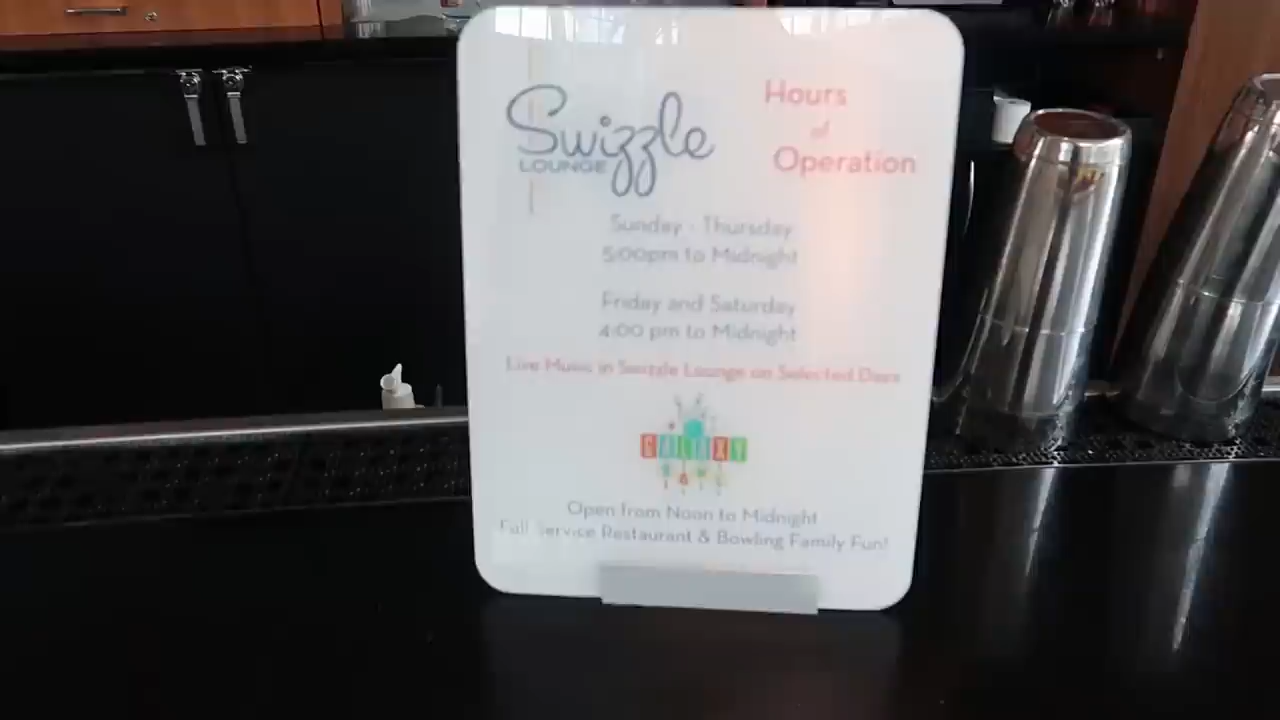 Swizzle
LOUNGE
Hours
of
Operation
Sunday - Thursday
5:00pm to Midnight
Friday and Saturday
4:00 pm to Midnight
Live Music in Swizzle Lounge on Selected Days
GALAXY
BOWL
Open from Noon to Midnight
Full Service Restaurant & Bowling Family Fun!